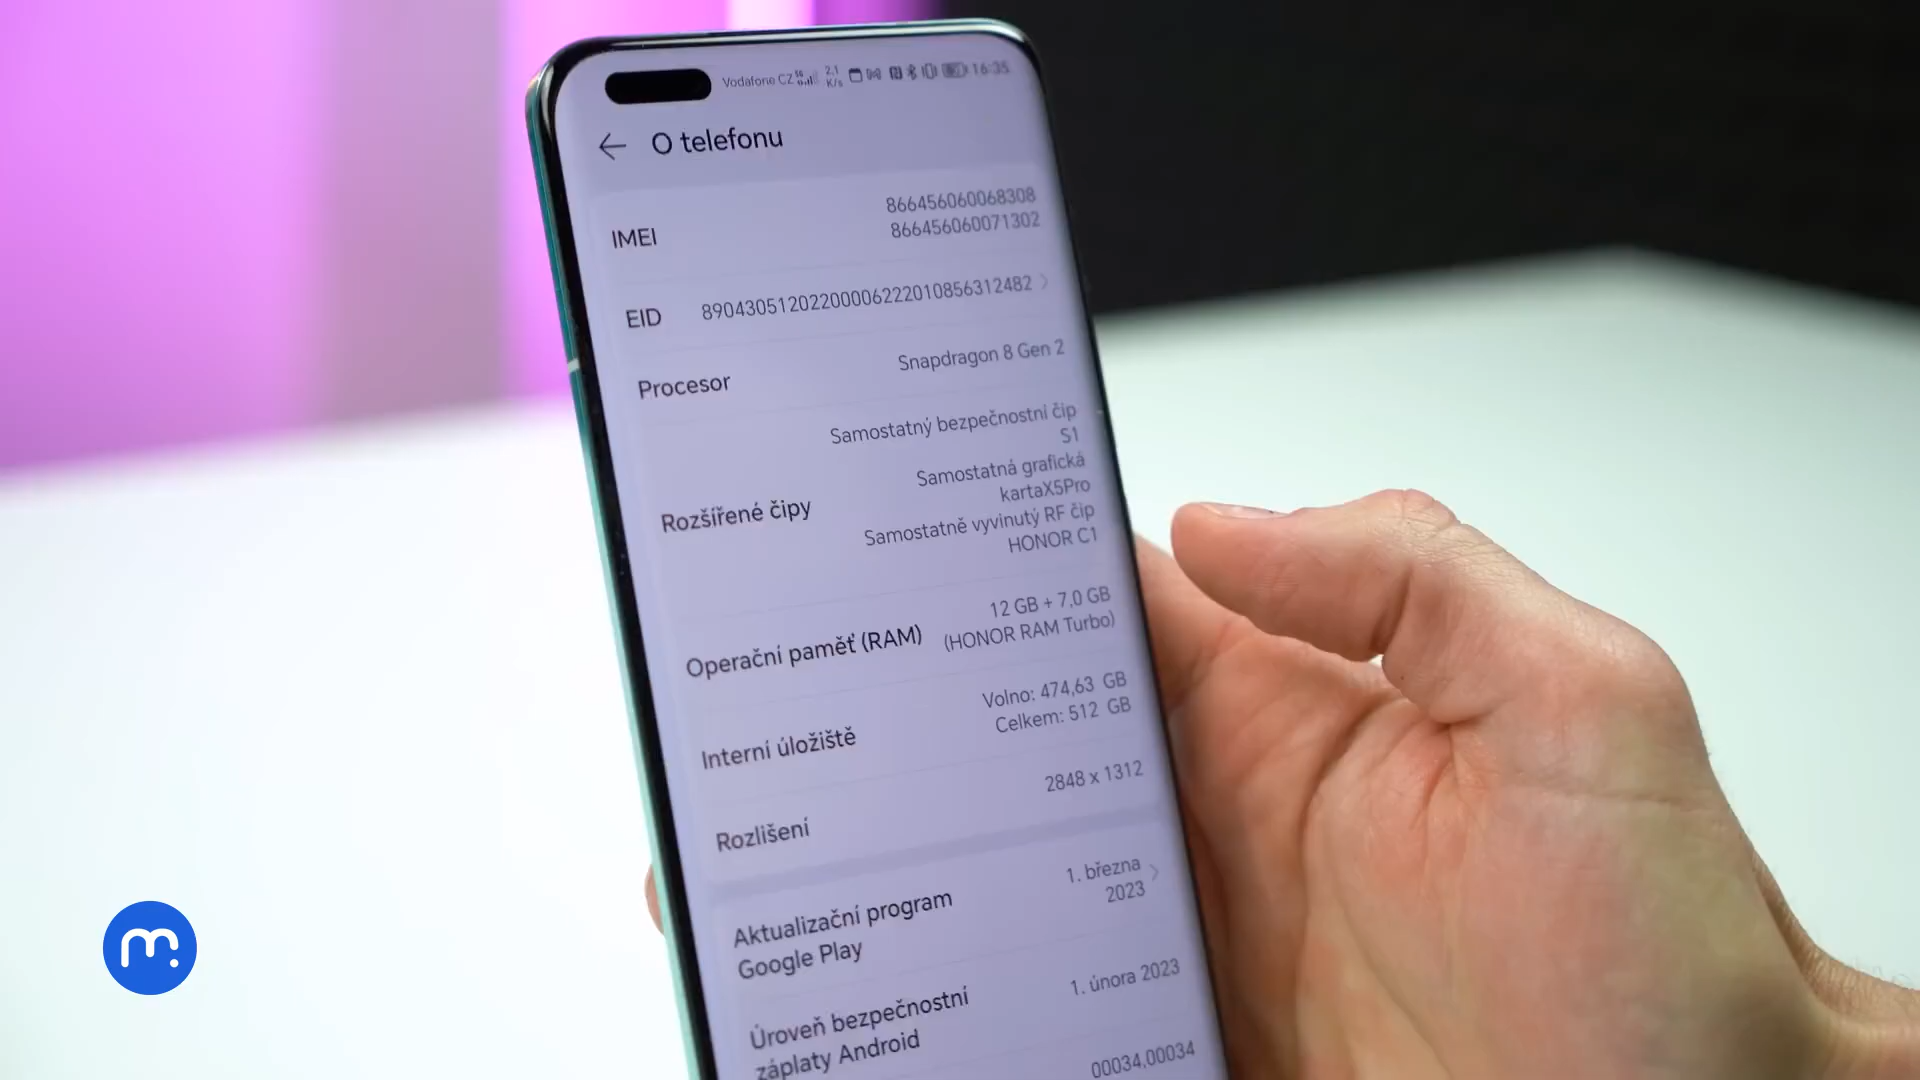 Vodafone CZ
2,1
K/s
16:35
O telefonu
IMEI
866456060068308
866456060071302
EID
89043051202200006222010856312482
Procesor
Snapdragon 8 Gen 2
Rozšířené čipy
Samostatný bezpečnostní čip
S1
Samostatná grafická
kartaX5Pro
Samostatně vyvinutý RF čip
HONOR C1
Operační paměť (RAM)
12 GB + 7,0 GB
(HONOR RAM Turbo)
Interní úložiště
Volno: 474,63 GB
Celkem: 512 GB
Rozlišení
2848 x 1312
Aktualizační program
Google Play
1. března
2023
Úroveň bezpečnostní
záplaty Android
1. února 2023
00034,00034
m.